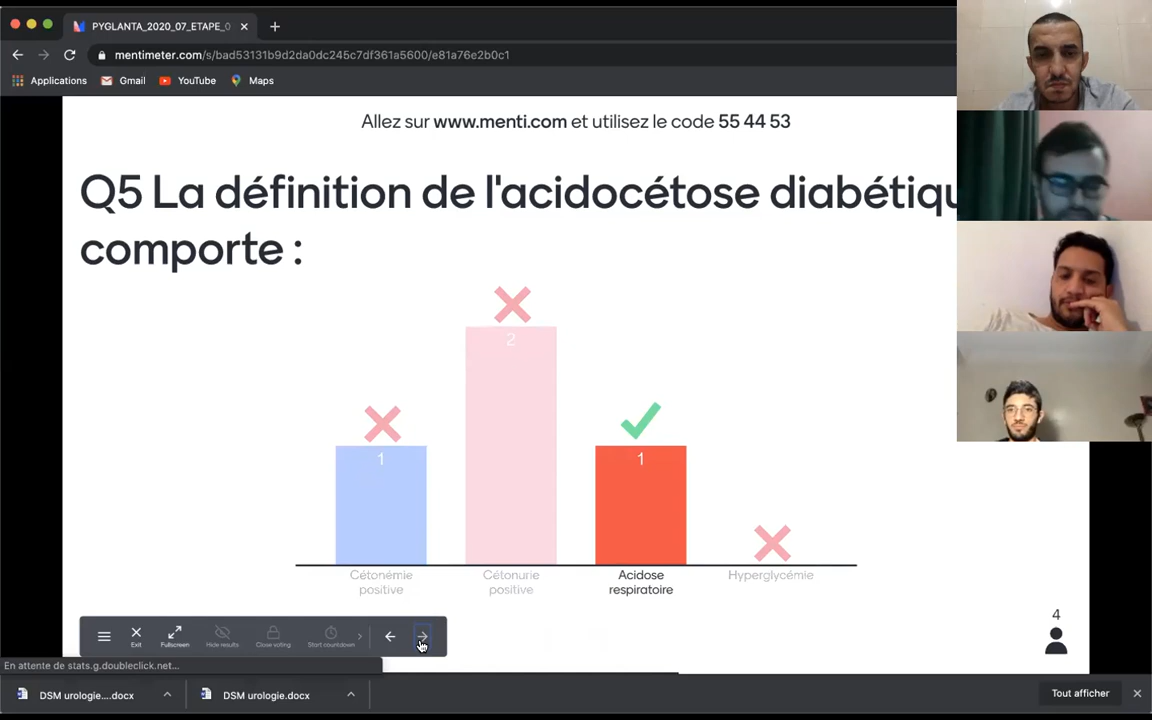 PYGLANTA_2020_07_ETAPE_0
mentimeter.com/s/bad53131b9d2da0dc245c7df361a5600/e81a76e2b0c1
Applications Gmail YouTube Maps
Allez sur www.menti.com et utilisez le code 55 44 53
Q5 La définition de l'acidocétose diabétiqu
comporte :
2
1
1
Cétonémie positive
Cétonurie positive
Acidose respiratoire
Hyperglycémie
4
Exit Fullscreen Hide results Close voting Start countdown
En attente de stats.g.doubleclick.net...
DSM urologie....docx DSM urologie.docx Tout afficher